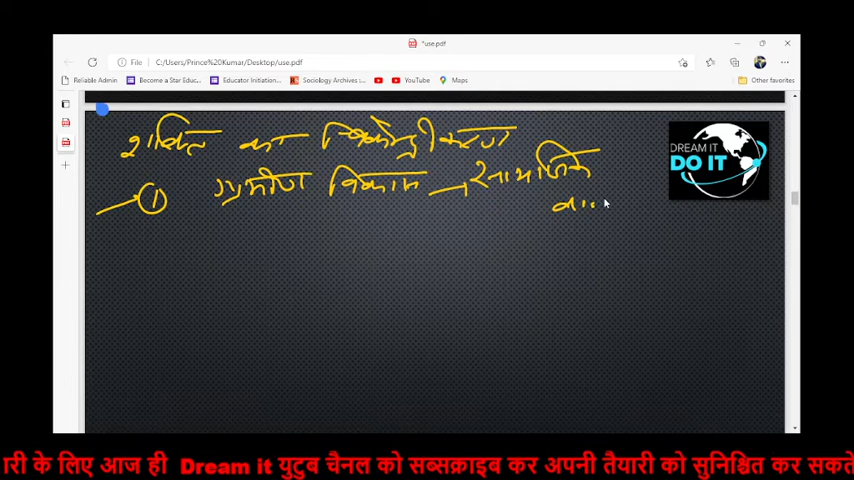 *use.pdf
File C:/Users/Prince%20Kumar/Desktop/use.pdf
Reliable Admin Become a Star Educ... Educator Initiation... Sociology Archives :... YouTube Maps Other favorites
शक्ति का विकेन्द्रीकरण
→ ① ग्रामीण विकास → सामाजिक
DREAM IT
DO IT
ारी के लिए आज ही Dream it युटुब चैनल को सब्सक्राइब कर अपनी तैयारी को सुनिश्चित कर सकते